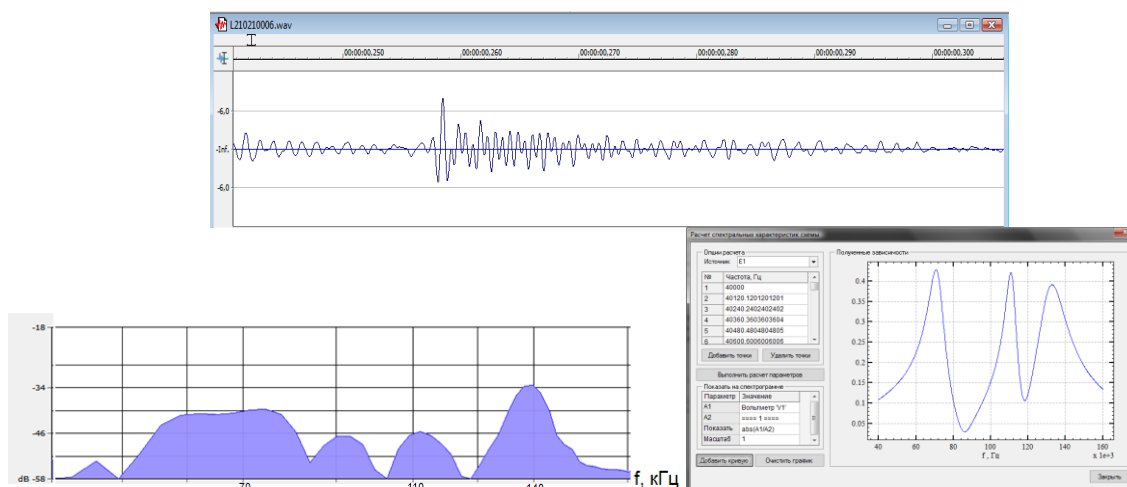 L210210006.wav
,00:00:00,250 ,00:00:00,260 ,00:00:00,270 ,00:00:00,280 ,00:00:00,290 ,00:00:00,300
-6,0
-Inf.
-6,0
Расчет спектральных характеристик схемы
Опции расчета
Источник E1
№ Частота, Гц
1 40000
2 40120.1201201201
3 40240.2402402402
4 40360.3603603604
5 40480.4804804805
6 40600.6006006006
Добавить точки Удалить точки
Выполнить расчет параметров
Показать на спектрограмме
Параметр Значение
A1 Вольтметр 'V1'
A2 ==== 1 ====
Показать abs(A1/A2)
Масштаб 1
Добавить кривую Очистить график
Полученные зависимости
0.4
0.35
0.3
0.25
0.2
0.15
0.1
0.05
40 60 80 100 120 140 160
f, Гц x 1e+3
Закрыть
-18
-34
-46
dB -58
70 110 140
f, кГц